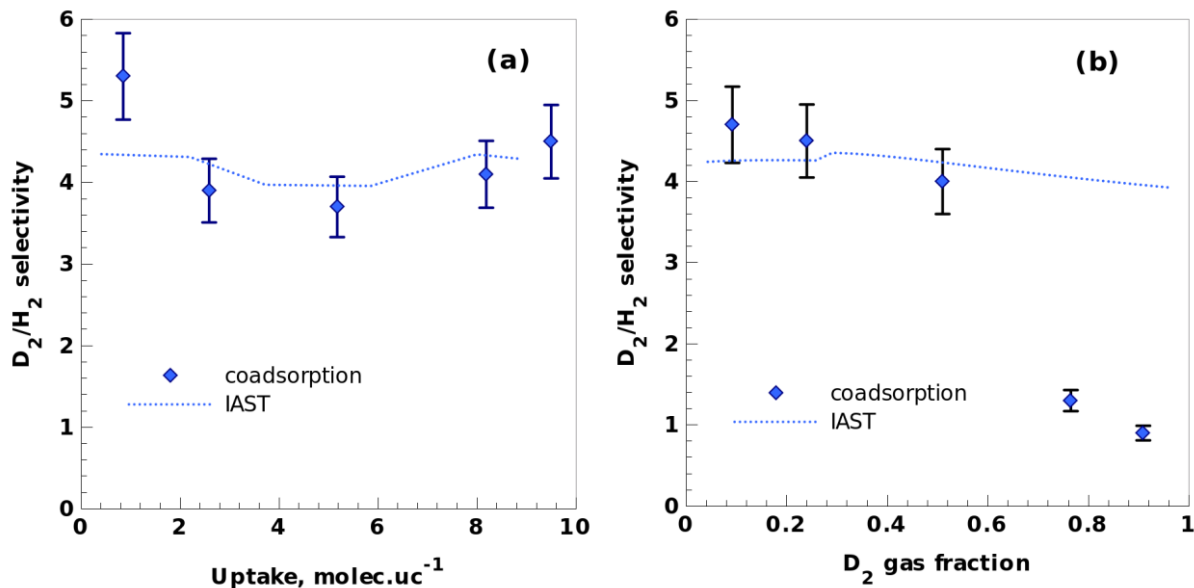 6
5
4
3
2
1
0
D₂/H₂ selectivity
(a)
coadsorption
IAST
0 2 4 6 8 10
Uptake, molec.uc⁻¹
6
5
4
3
2
1
0
D₂/H₂ selectivity
(b)
coadsorption
IAST
0 0.2 0.4 0.6 0.8 1
D₂ gas fraction